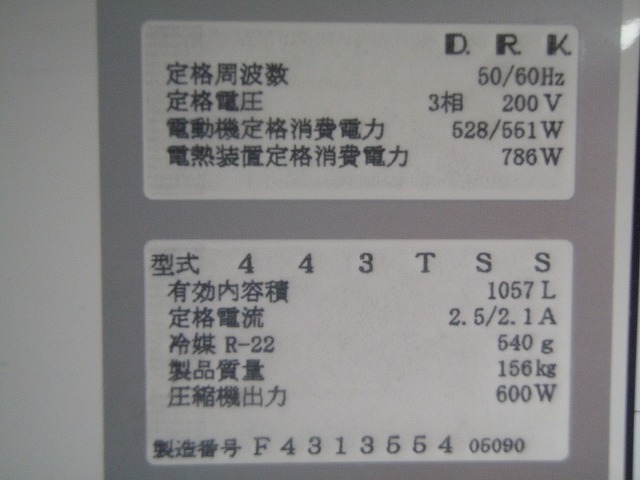 D. R. K.
定格周波数 50/60Hz
定格電圧 3相 200V
電動機定格消費電力 528/551W
電熱装置定格消費電力 786W
型式 4 4 3 T S S
有効内容積 1057L
定格電流 2.5/2.1A
冷媒 R-22 540g
製品質量 156kg
圧縮機出力 600W
製造番号 F4313554 05090